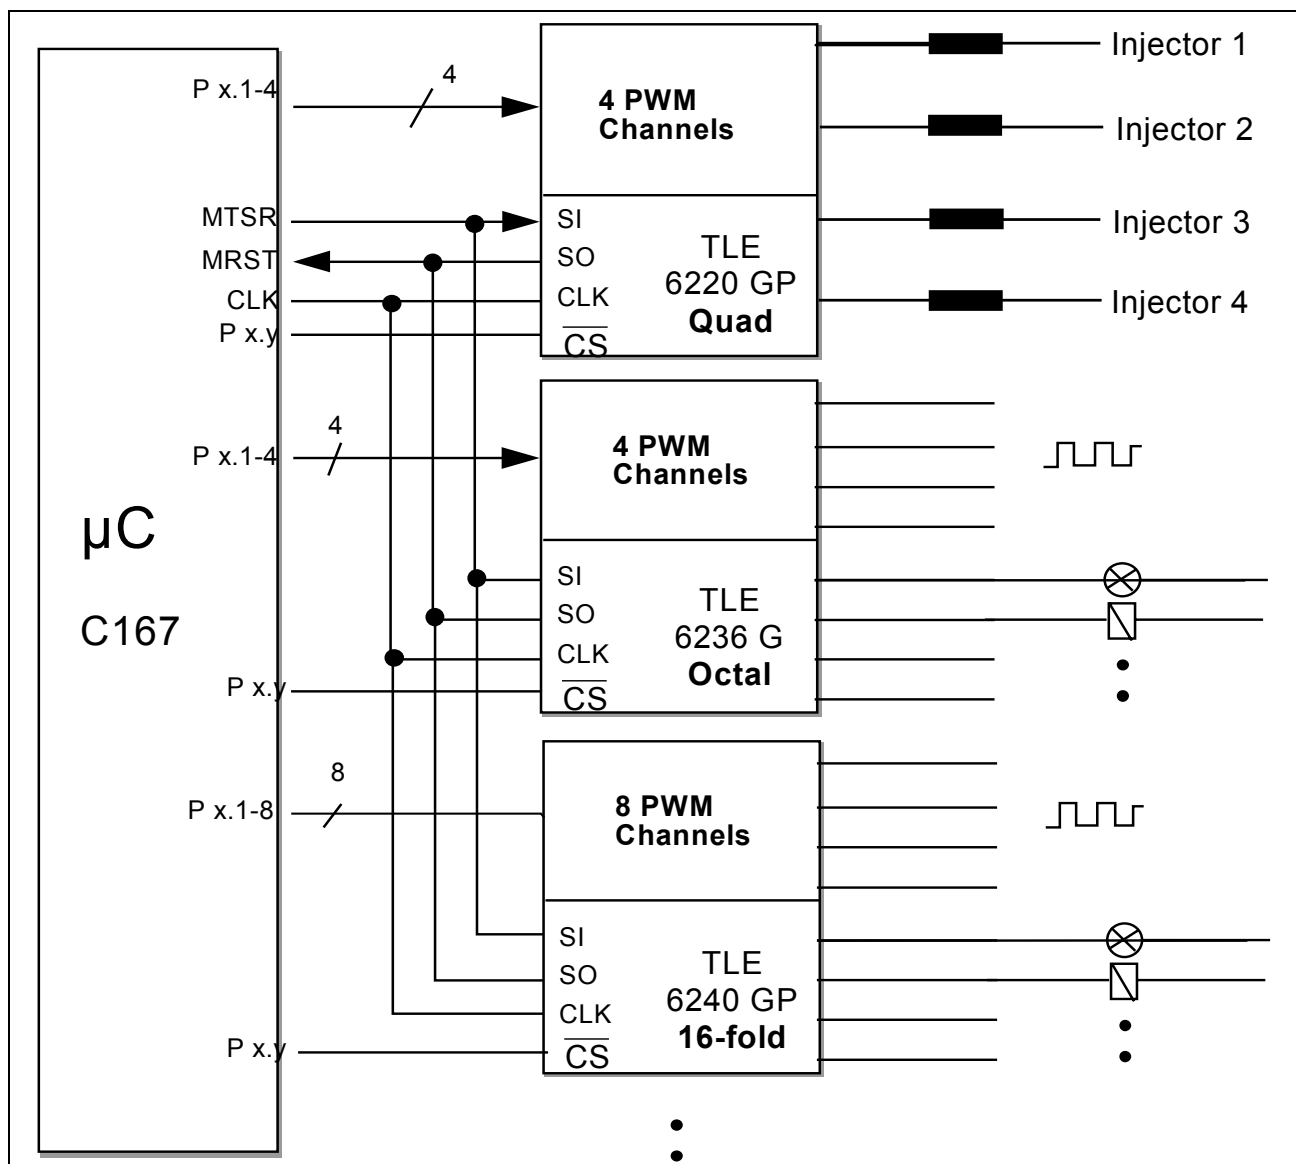 P x.1-4
4
4 PWM
Channels
Injector 1
Injector 2
MTSR
MRST
CLK
P x.y
SI
SO
CLK
CS
TLE
6220 GP
Quad
Injector 3
Injector 4
P x.1-4
4
4 PWM
Channels
µC
C167
SI
SO
CLK
CS
TLE
6236 G
Octal
P x.y
P x.1-8
8
8 PWM
Channels
SI
SO
CLK
CS
TLE
6240 GP
16-fold
P x.y